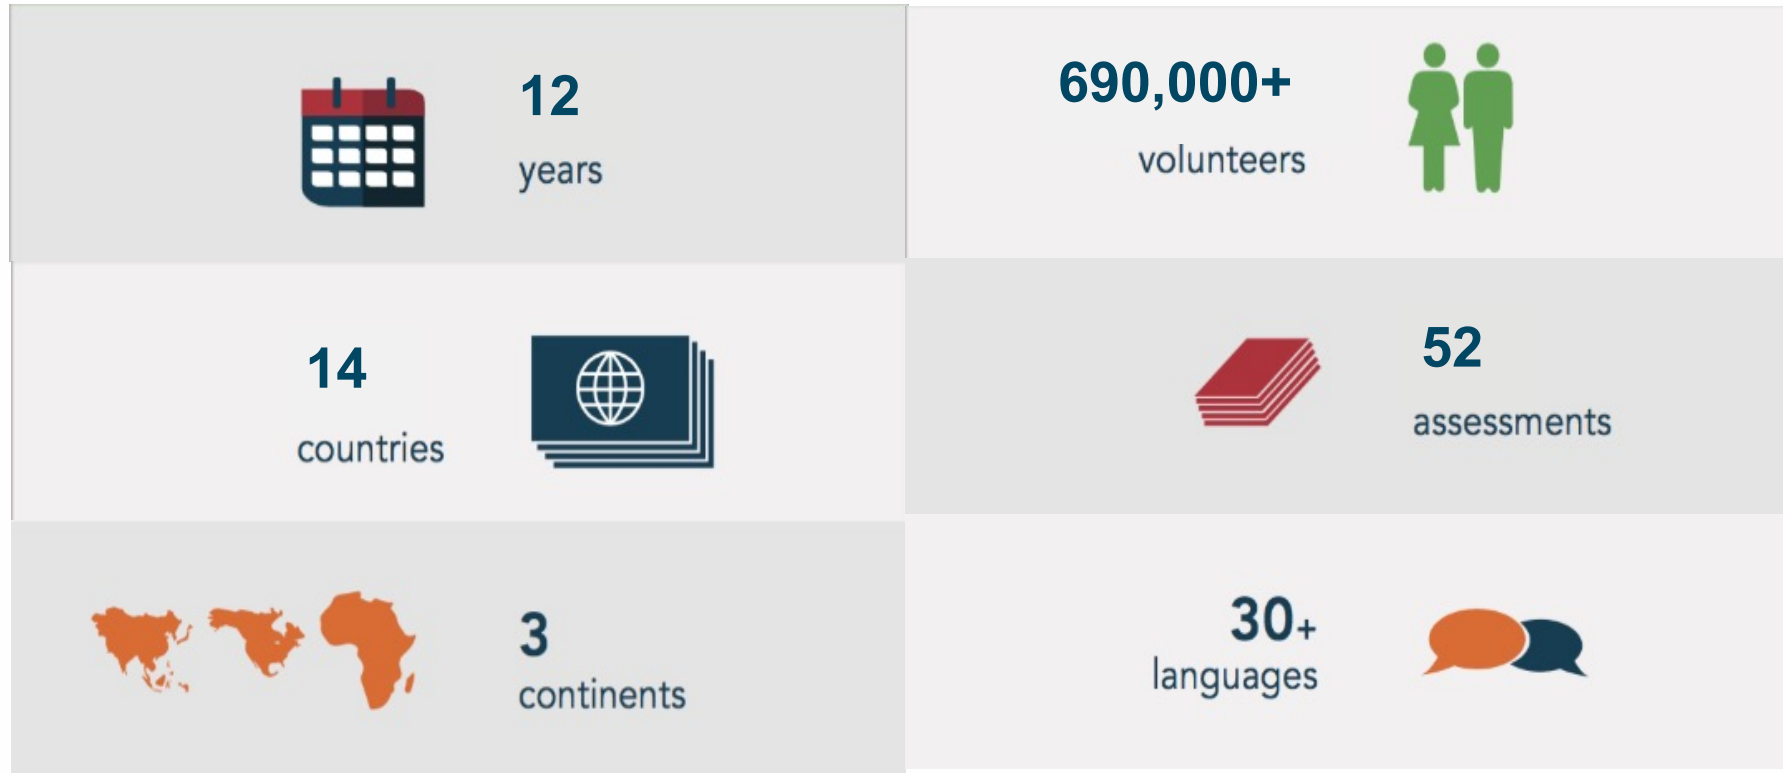 12
years
690,000+
volunteers
14
countries
52
assessments
3
continents
30+
languages